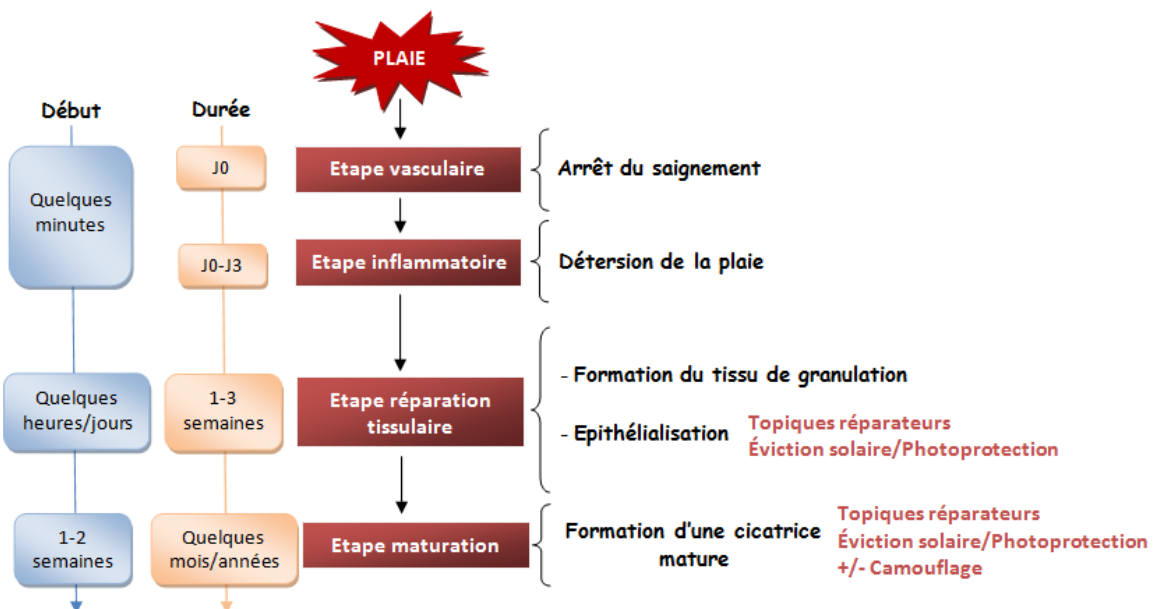 PLAIE
Début
Durée
Quelques
minutes
J0
Etape vasculaire
Arrêt du saignement
J0-J3
Etape inflammatoire
Détersion de la plaie
Quelques
heures/jours
1-3
semaines
Etape réparation
tissulaire
- Formation du tissu de granulation
- Epithélialisation
Topiques réparateurs
Éviction solaire/Photoprotection
1-2
semaines
Quelques
mois/années
Etape maturation
Formation d'une cicatrice
mature
Topiques réparateurs
Éviction solaire/Photoprotection
+/- Camouflage